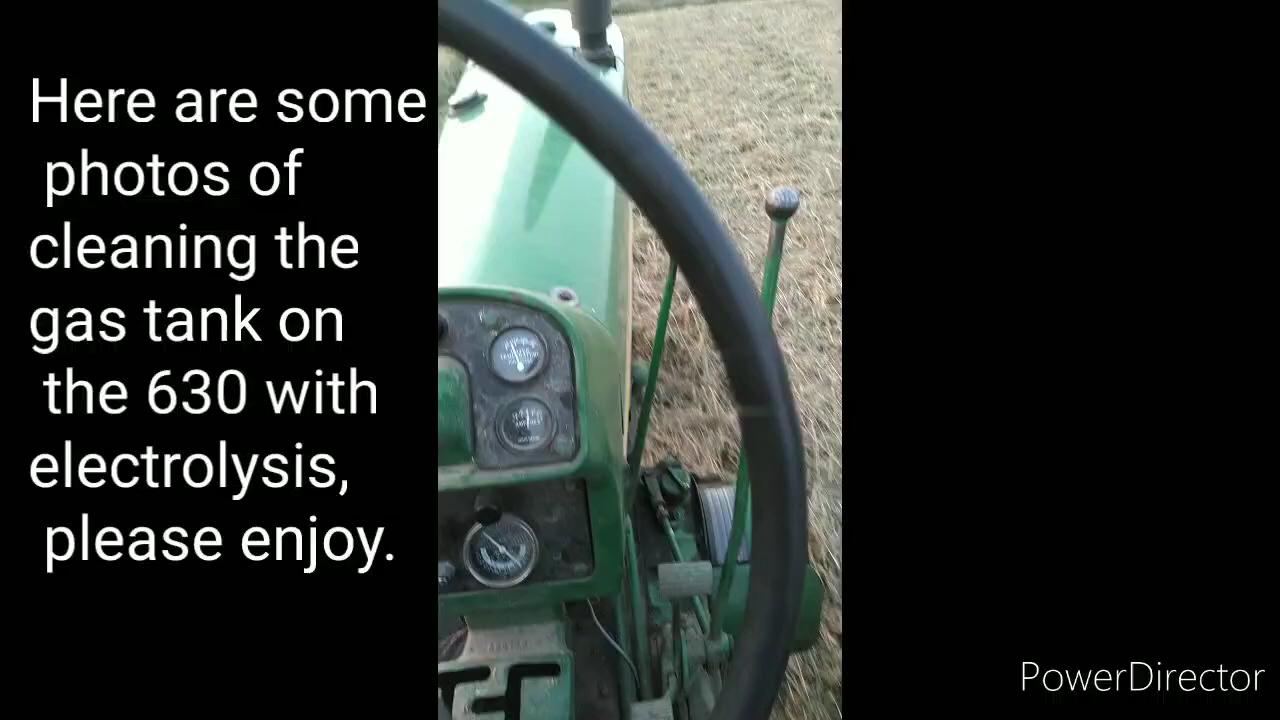 Here are some
photos of
cleaning the
gas tank on
the 630 with
electrolysis,
please enjoy.
PowerDirector